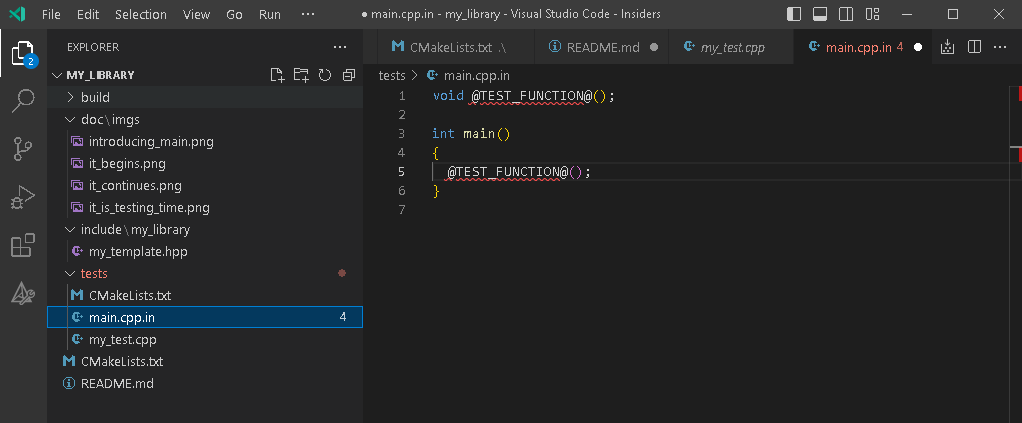 File Edit Selection View Go Run ··· ● main.cpp.in - my_library - Visual Studio Code - Insiders
2
EXPLORER ···
MY_LIBRARY
build
doc\imgs
introducing_main.png
it_begins.png
it_continues.png
it_is_testing_time.png
include\my_library
my_template.hpp
tests
CMakeLists.txt
main.cpp.in 4
my_test.cpp
CMakeLists.txt
README.md
CMakeLists.txt .\ README.md ● my_test.cpp main.cpp.in 4 ● ···
tests > main.cpp.in
1 void @TEST_FUNCTION@();
2
3 int main()
4 {
5 @TEST_FUNCTION@();
6 }
7